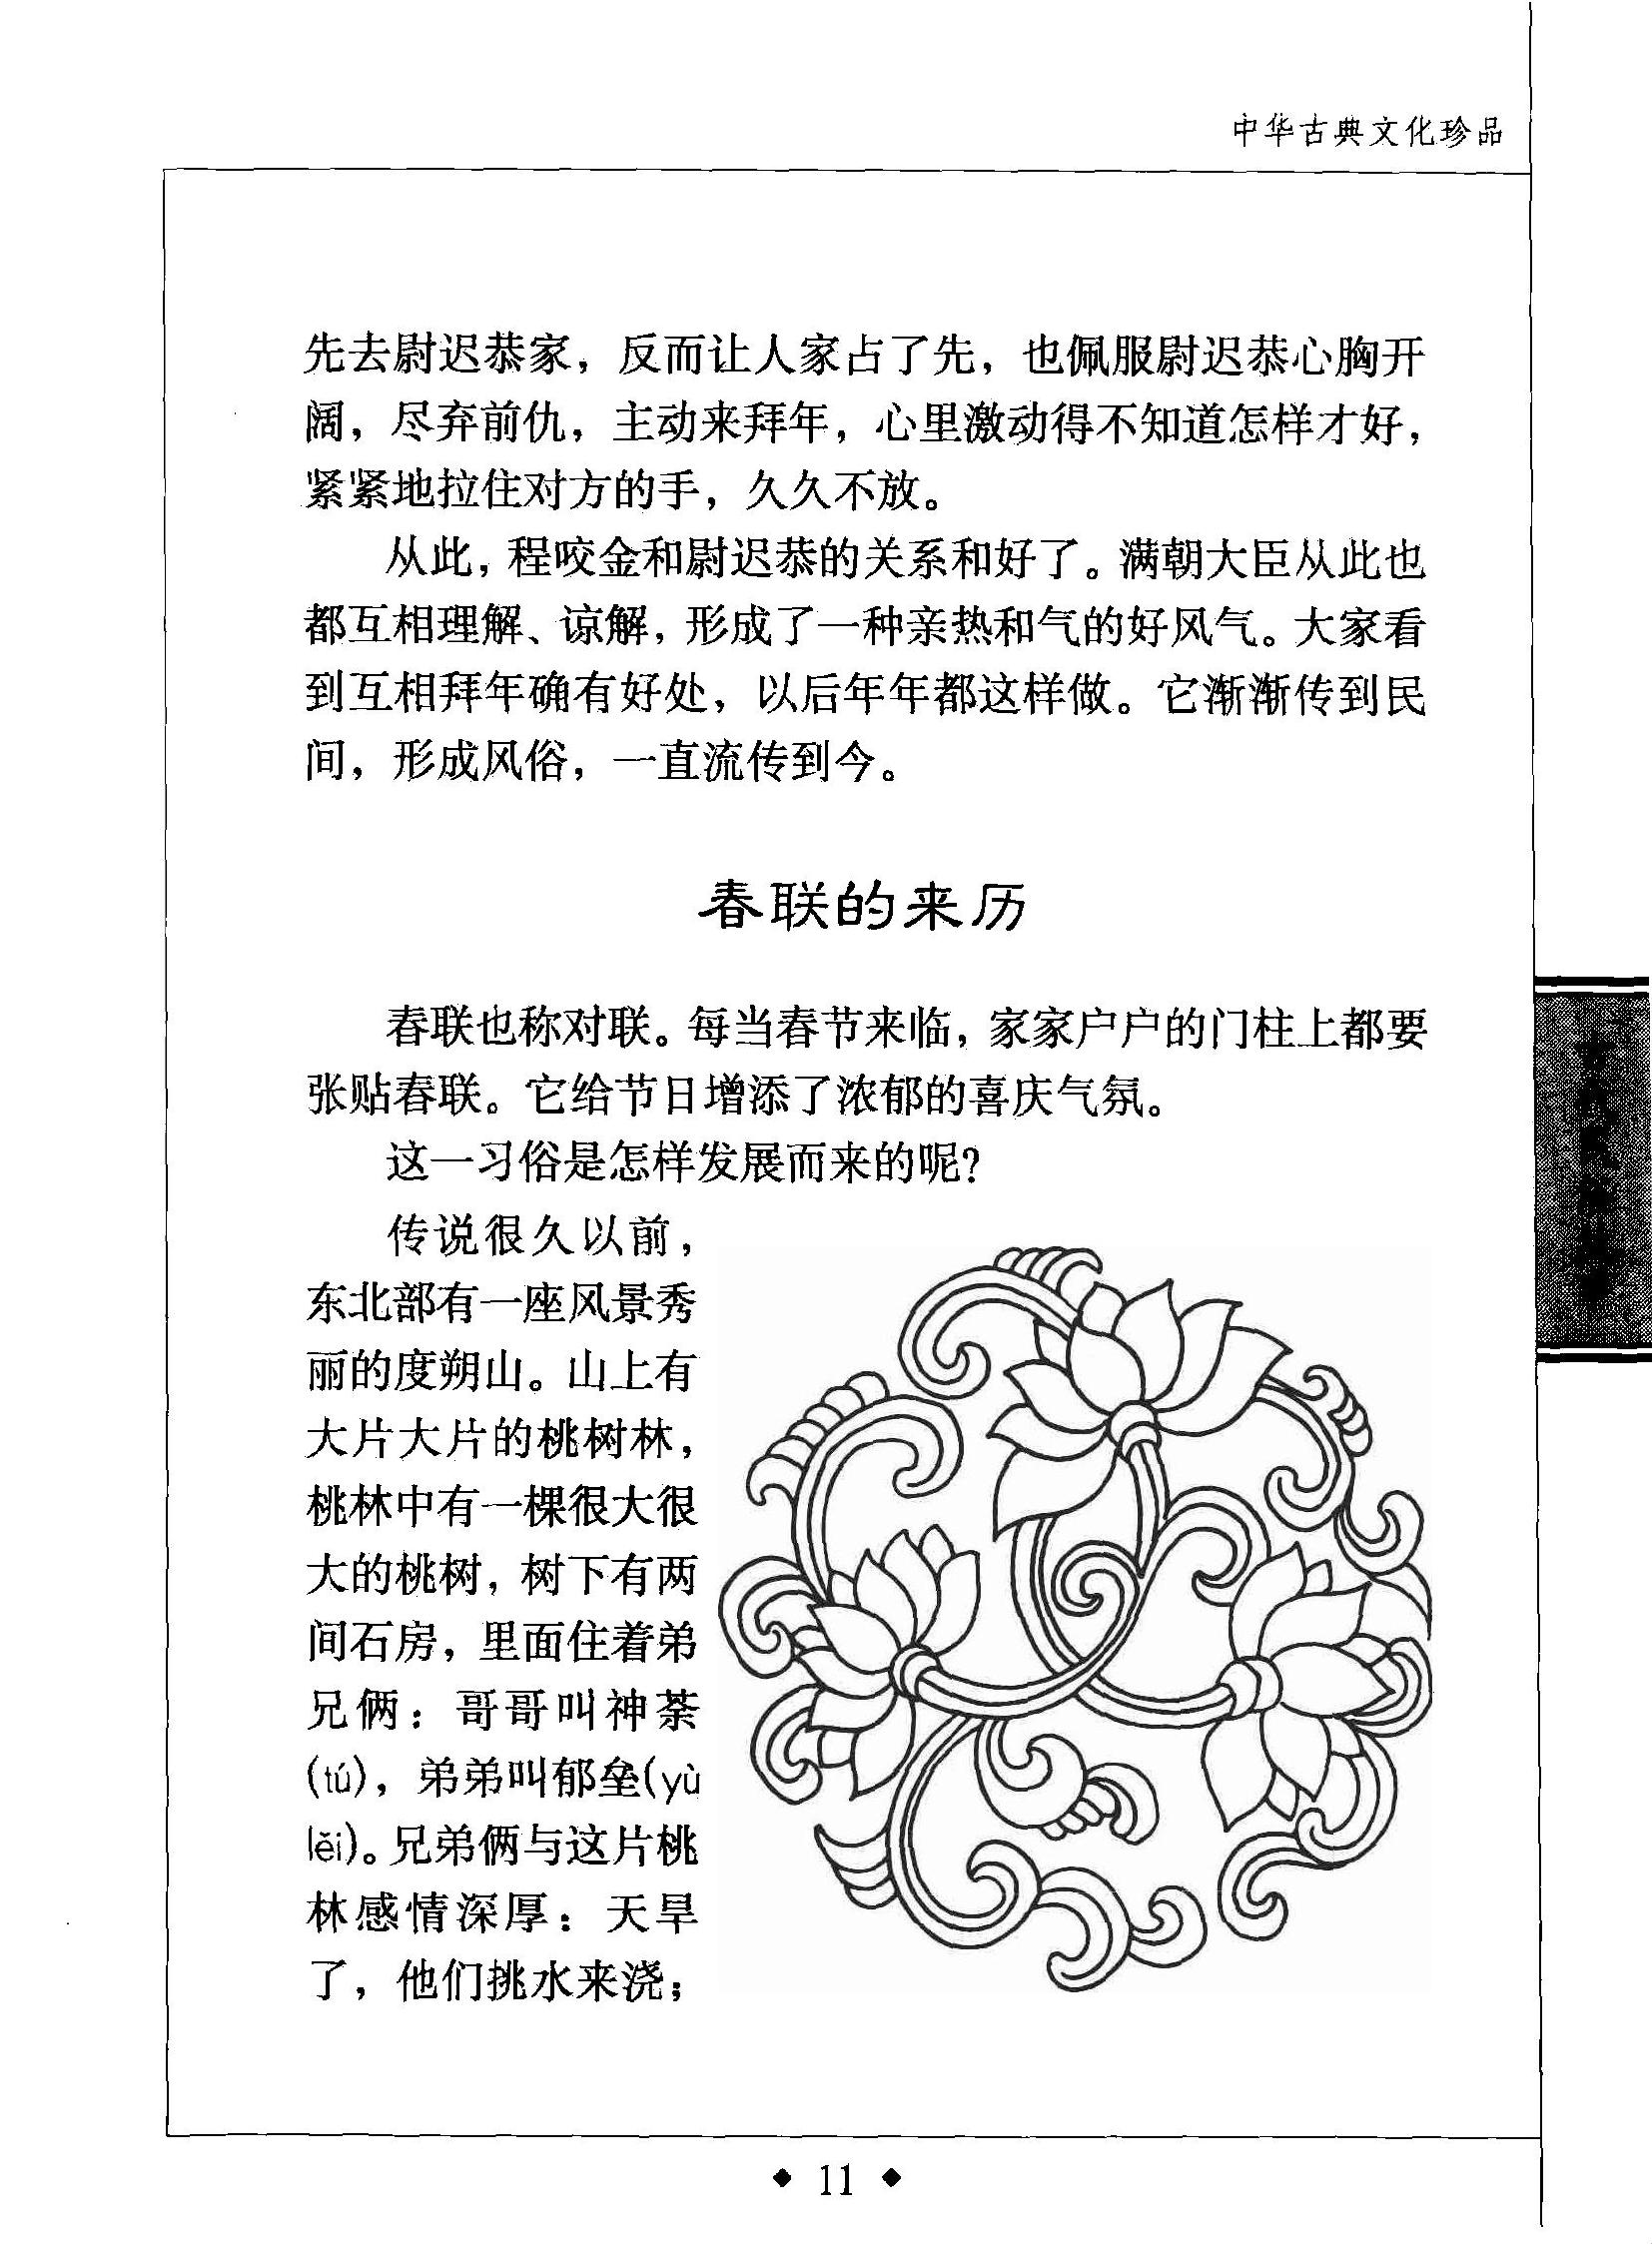 中华古典文化珍品
先去尉迟恭家，反而让人家占了先，也佩服尉迟恭心胸开
阔，尽弃前仇，主动来拜年，心里激动得不知道怎样才好，
紧紧地拉住对方的手，久久不放。
从此，程咬金和尉迟恭的关系和好了。满朝大臣从此也
都互相理解、谅解，形成了一种亲热和气的好风气。大家看
到互相拜年确有好处，以后年年都这样做。它渐渐传到民
间，形成风俗，一直流传到今。
春联的来历
春联也称对联。每当春节来临，家家户户的门柱上都要
张贴春联。它给节日增添了浓郁的喜庆气氛。
这一习俗是怎样发展而来的呢？
传说很久以前，
东北部有一座风景秀
丽的度朔山。山上有
大片大片的桃树林，
桃林中有一棵很大很
大的桃树，树下有两
间石房，里面住着弟
兄俩：哥哥叫神荼
(tú)，弟弟叫郁垒(yù
lěi)。兄弟俩与这片桃
林感情深厚：天旱
了，他们挑水来浇；
古代民俗
◆ 11 ◆